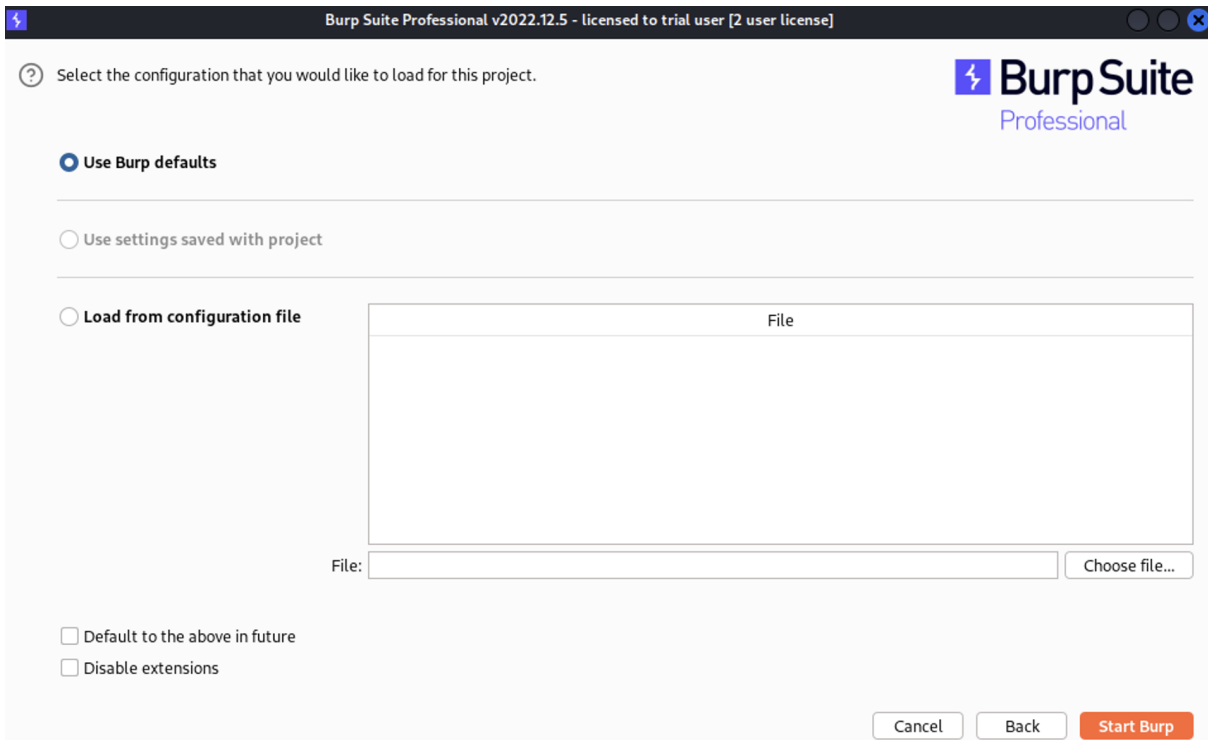 Burp Suite Professional v2022.12.5 - licensed to trial user [2 user license]
? Select the configuration that you would like to load for this project.
Burp Suite
Professional
Use Burp defaults
Use settings saved with project
Load from configuration file
File
File:
Choose file...
Default to the above in future
Disable extensions
Cancel Back Start Burp